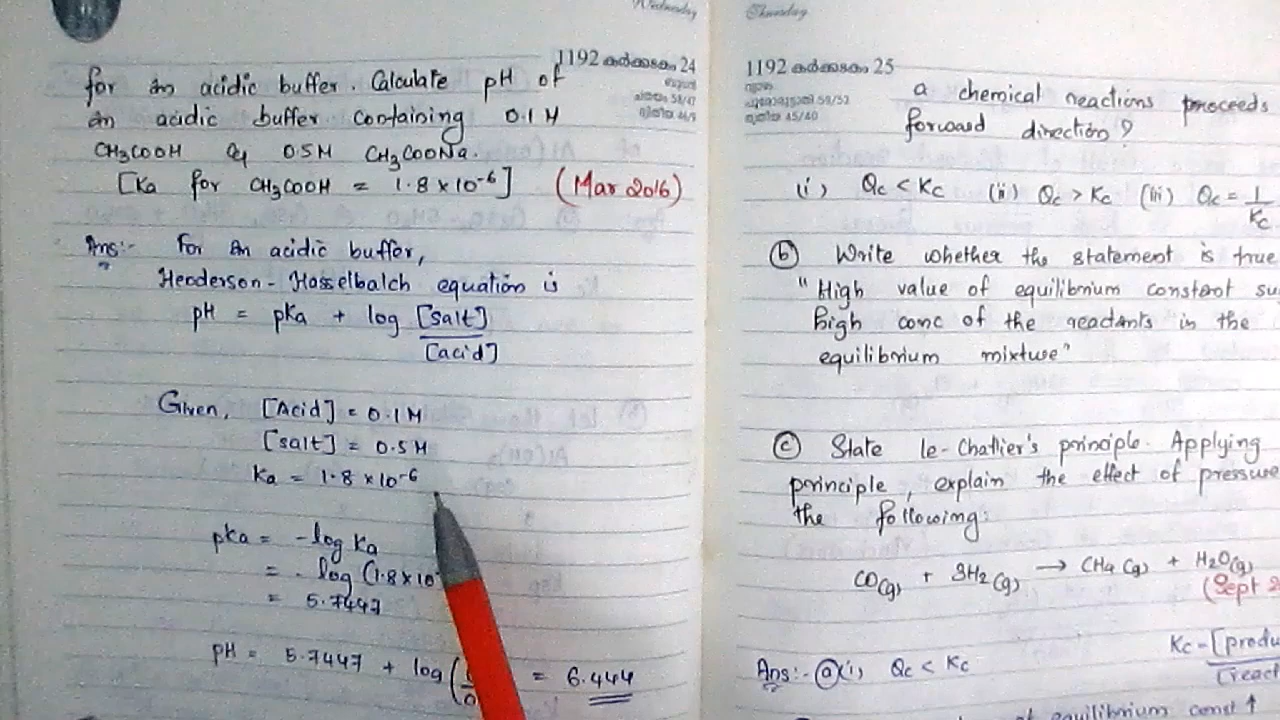 Wednesday
1192 കർക്കടകം 24
for an acidic buffer. Calculate pH of
an acidic buffer containing 0.1 M
CH3COOH & 0.5M CH3COONa.
[Ka for CH3COOH = 1.8 × 10⁻⁶] (Mar 2016)
Ans:- For an acidic buffer,
Henderson-Hasselbalch equation is
pH = pKa + log [salt]
[acid]
Given, [Acid] = 0.1 M
[salt] = 0.5 M
Ka = 1.8 × 10⁻⁶
pKa = -log Ka
= - log (1.8 × 10
= 5.7447
pH = 5.7447 + log ( = 6.444
Thursday
1192 കർക്കടകം 25
a chemical reactions proceeds
forward direction?
(i) Qc < Kc (ii) Qc > Kc (iii) Qc = 1
Kc
(b) Write whether the statement is true
"High value of equilibrium constant su
high conc of the reactants in the
equilibrium mixture"
(c) State le-Chatlier's principle. Applying
principle, explain the effect of pressure
the following:
CO(g) + 3H2(g) → CH4(g) + H2O(g)
(Sept 2
Kc - [produ
[react
Ans:- (a) (i) Qc < Kc
of equilibrium const ↑